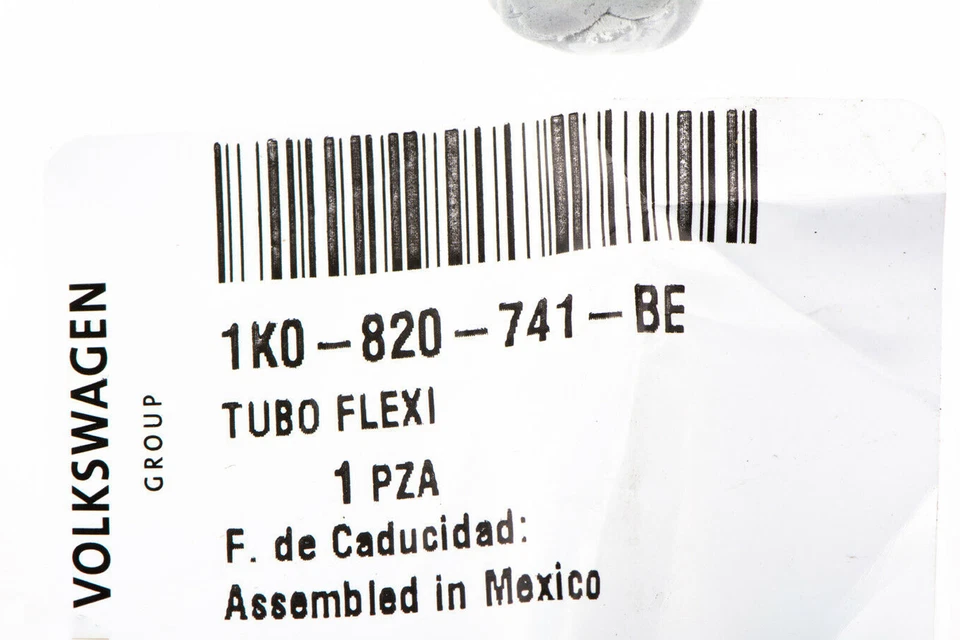 VOLKSWAGEN
GROUP
1K0-820-741-BE
TUBO FLEXI
1 PZA
F. de Caducidad:
Assembled in Mexico